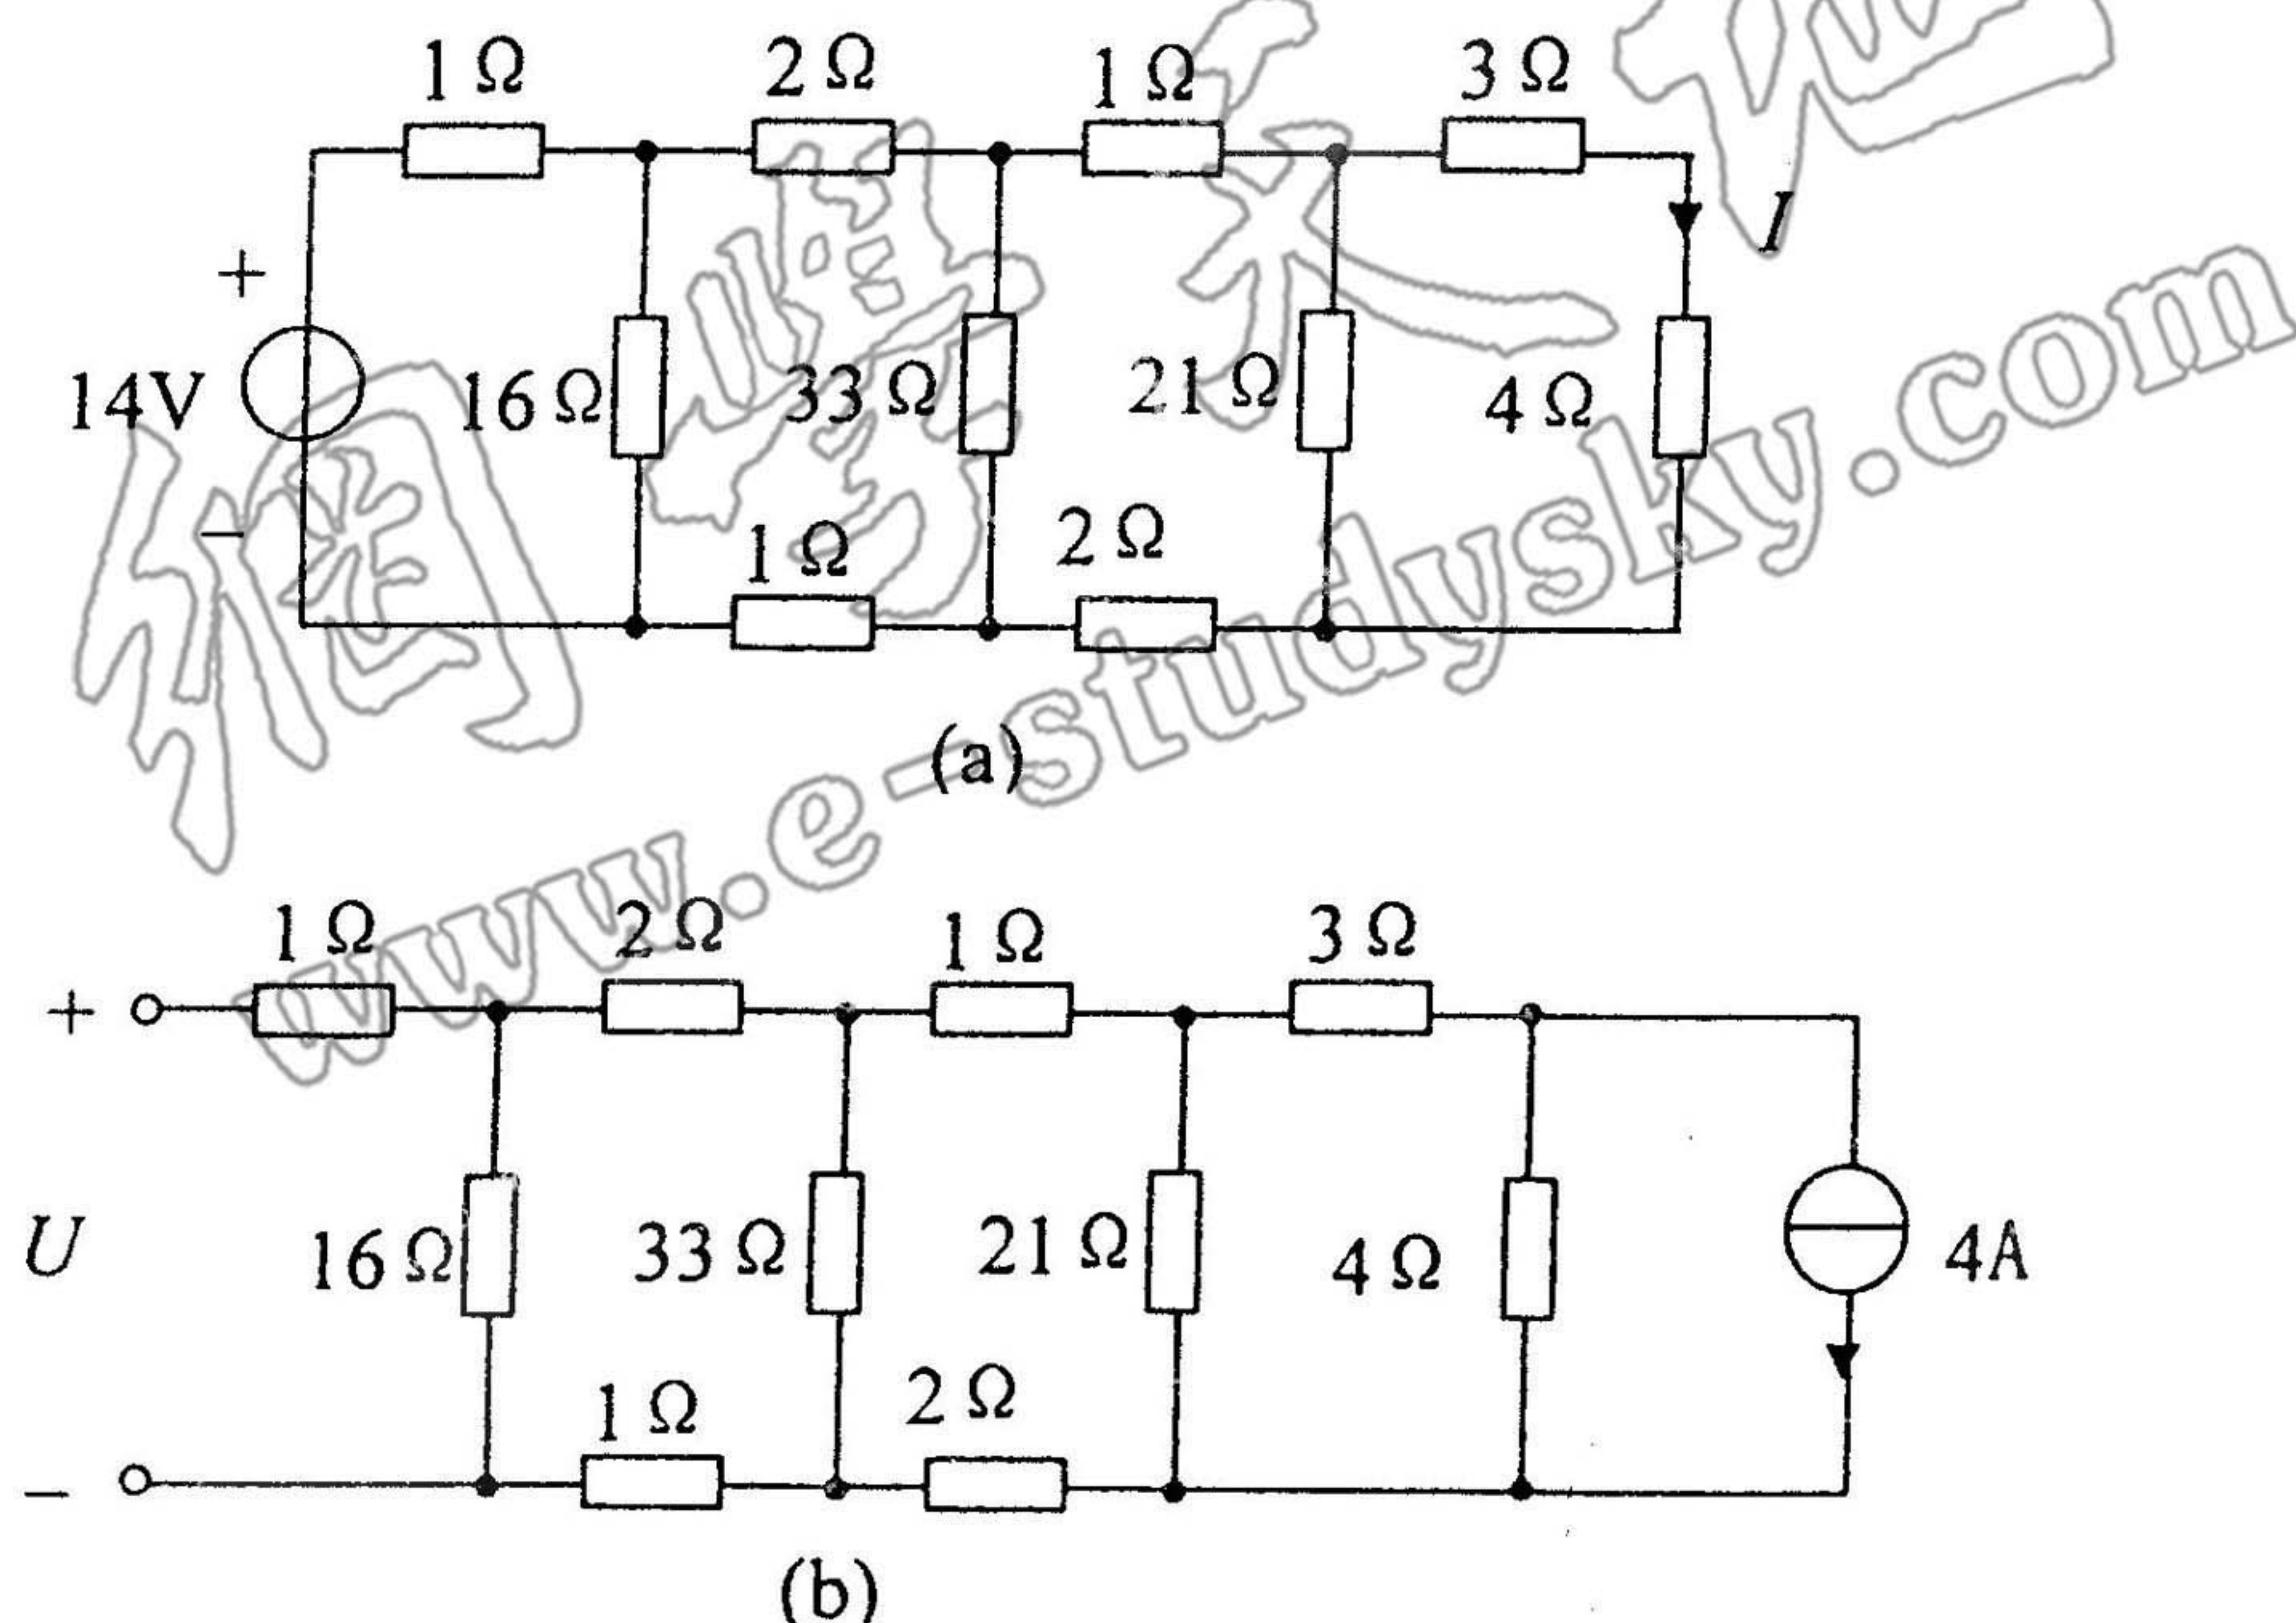 1 Ω 2 Ω 1 Ω 3 Ω
+ I
14V 16 Ω 33 Ω 21 Ω 4 Ω
−
1 Ω 2 Ω
(a)
www.e-studysky.com
1 Ω 2 Ω 1 Ω 3 Ω
+
U 16 Ω 33 Ω 21 Ω 4 Ω 4A
1 Ω 2 Ω
−
(b)